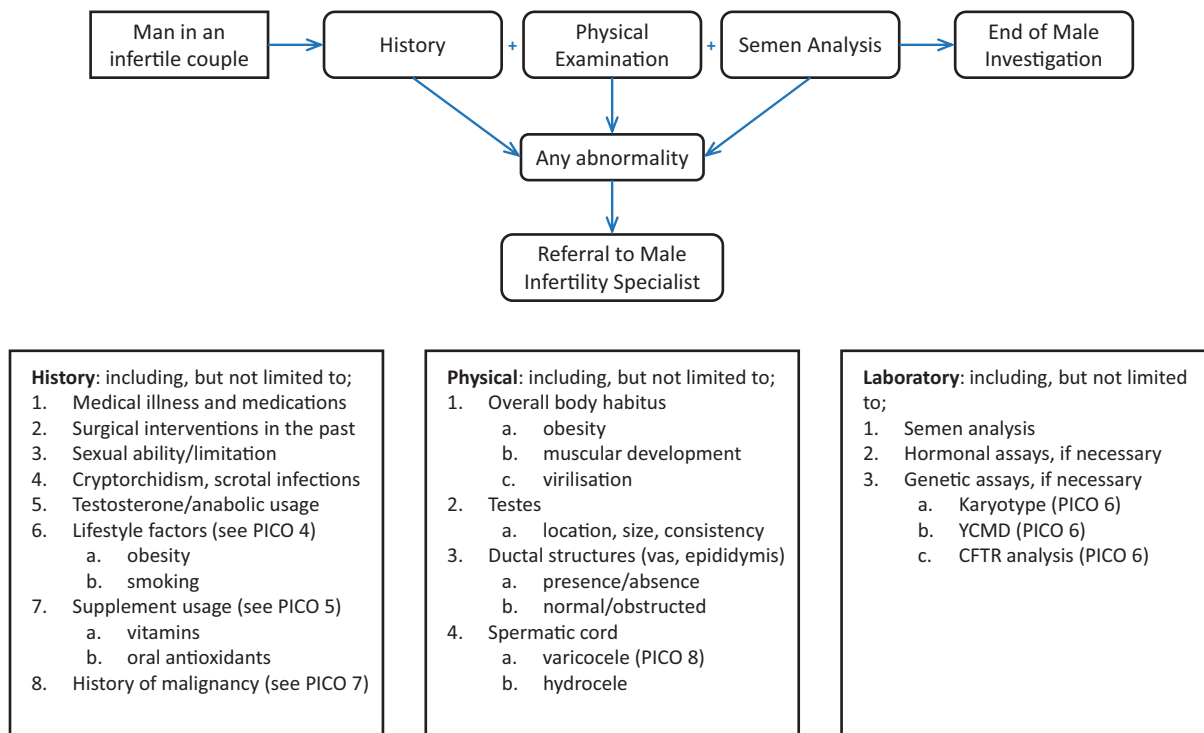 Man in an
infertile couple
History
+
Physical
Examination
+
Semen Analysis
End of Male
Investigation
Any abnormality
Referral to Male
Infertility Specialist
History: including, but not limited to;
1. Medical illness and medications
2. Surgical interventions in the past
3. Sexual ability/limitation
4. Cryptorchidism, scrotal infections
5. Testosterone/anabolic usage
6. Lifestyle factors (see PICO 4)
a. obesity
b. smoking
7. Supplement usage (see PICO 5)
a. vitamins
b. oral antioxidants
8. History of malignancy (see PICO 7)
Physical: including, but not limited to;
1. Overall body habitus
a. obesity
b. muscular development
c. virilisation
2. Testes
a. location, size, consistency
3. Ductal structures (vas, epididymis)
a. presence/absence
b. normal/obstructed
4. Spermatic cord
a. varicocele (PICO 8)
b. hydrocele
Laboratory: including, but not limited
to;
1. Semen analysis
2. Hormonal assays, if necessary
3. Genetic assays, if necessary
a. Karyotype (PICO 6)
b. YCMD (PICO 6)
c. CFTR analysis (PICO 6)